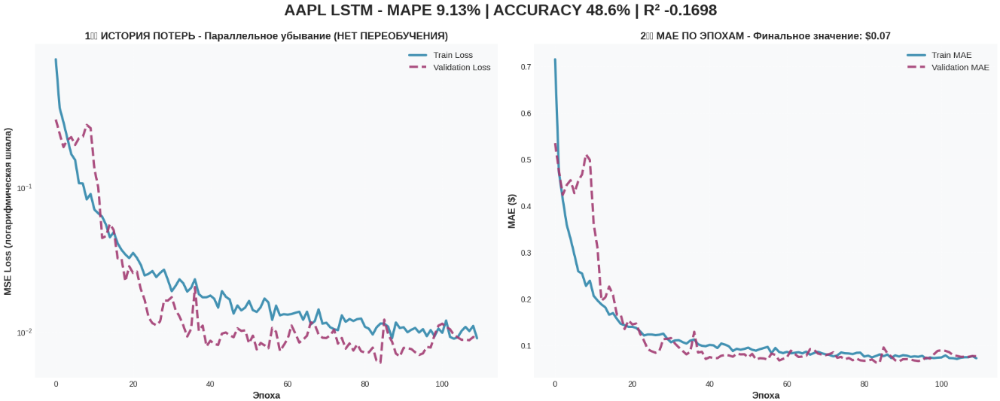 AAPL LSTM - MAPE 9.13% | ACCURACY 48.6% | R² -0.1698
1▯▯ ИСТОРИЯ ПОТЕРЬ - Параллельное убывание (НЕТ ПЕРЕОБУЧЕНИЯ)
Train Loss
Validation Loss
MSE Loss (логарифмическая шкала)
10⁻¹
10⁻²
0
20
40
60
80
100
Эпоха
2▯▯ MAE ПО ЭПОХАМ - Финальное значение: $0.07
Train MAE
Validation MAE
MAE ($)
0.7
0.6
0.5
0.4
0.3
0.2
0.1
0
20
40
60
80
100
Эпоха